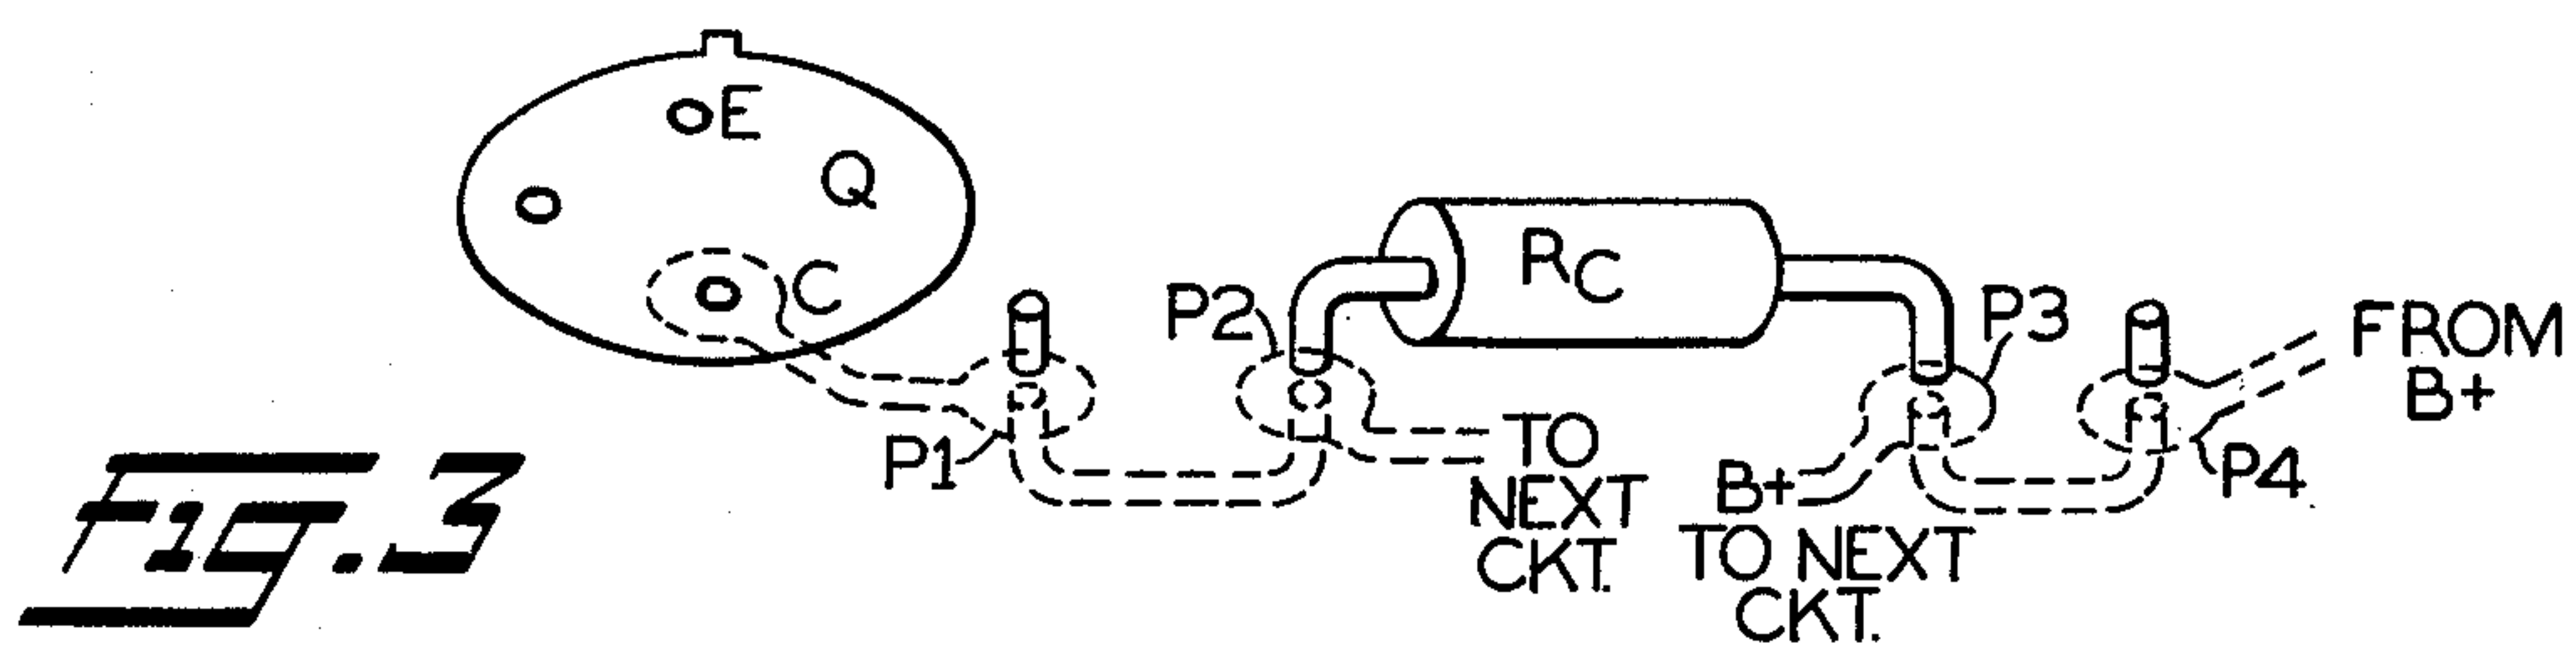 E
Q
C
RC
P1
P2
P3
P4
FROM
B+
TO
NEXT
CKT.
B+
TO NEXT
CKT.
Fig. 3